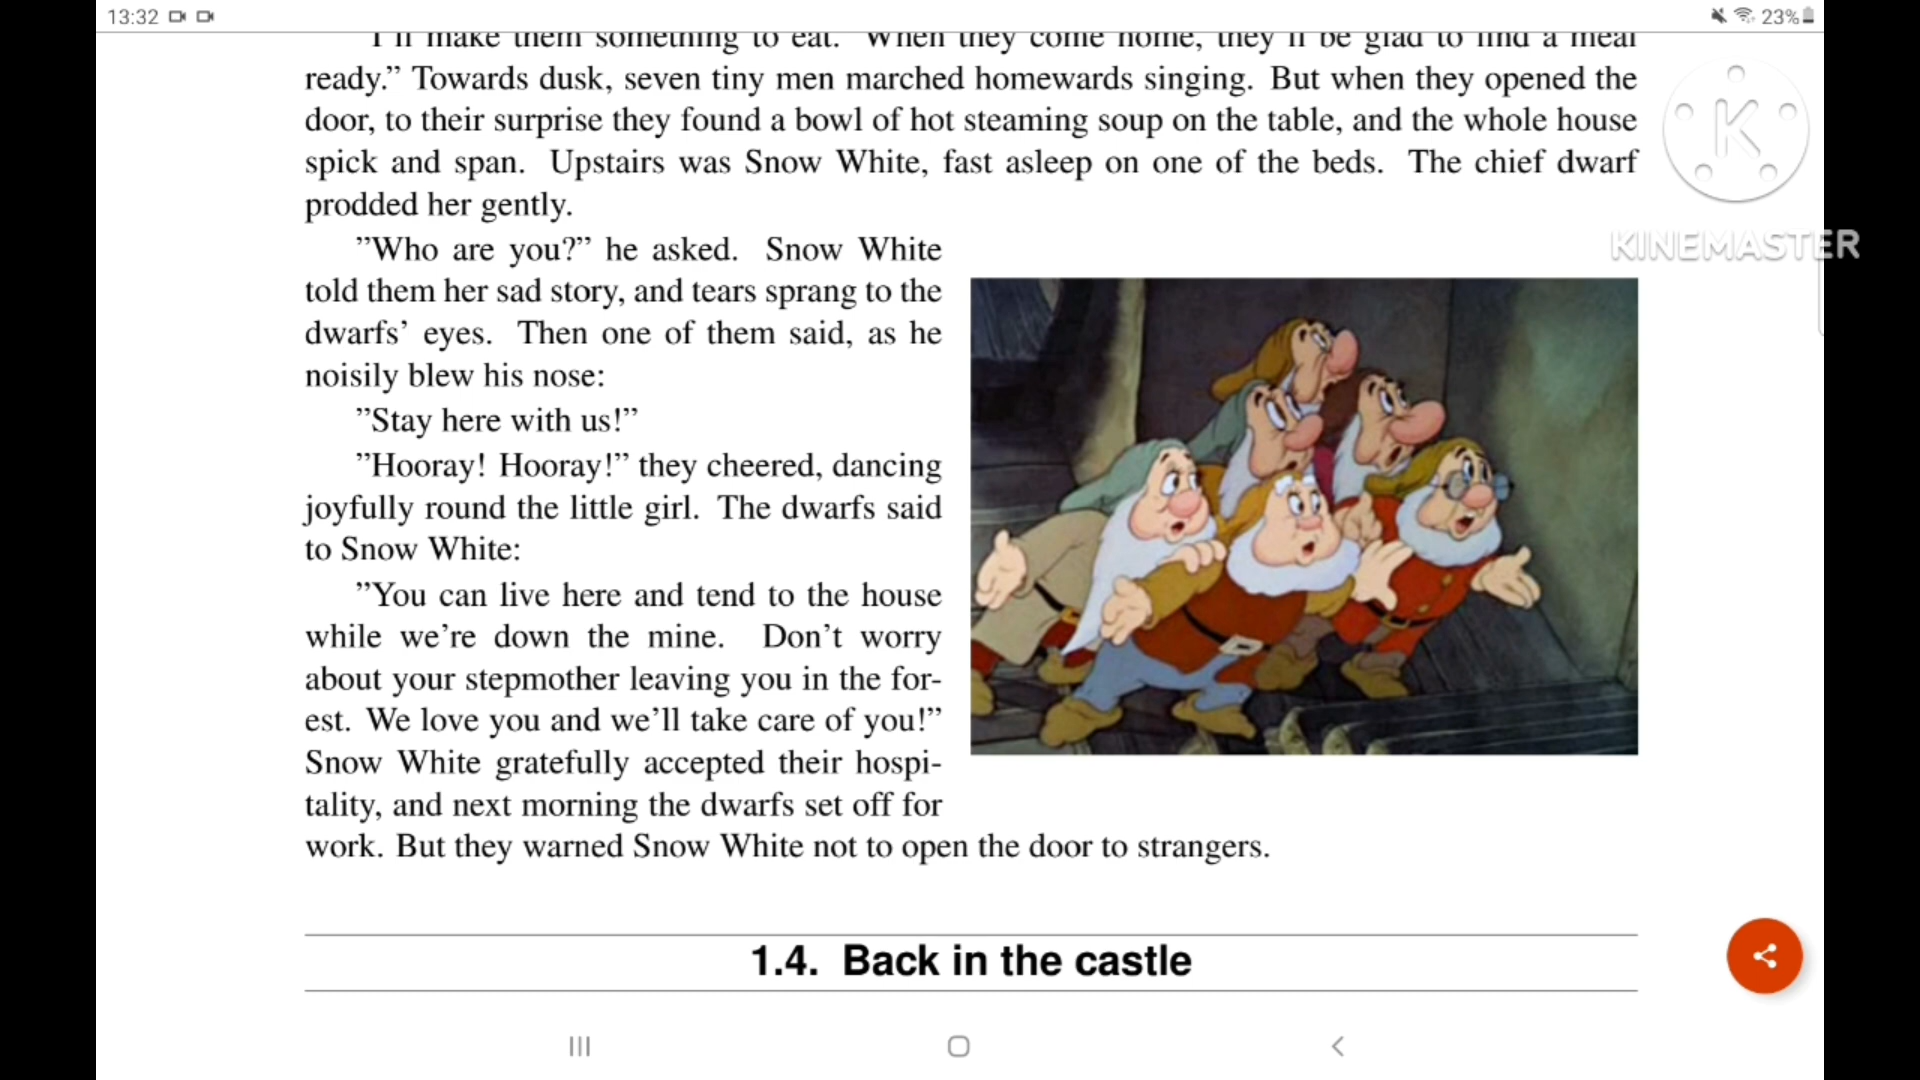 13:32
23%
I'll make them something to eat. When they come home, they'll be glad to find a meal
ready.” Towards dusk, seven tiny men marched homewards singing. But when they opened the
door, to their surprise they found a bowl of hot steaming soup on the table, and the whole house
spick and span. Upstairs was Snow White, fast asleep on one of the beds. The chief dwarf
prodded her gently.
K
KINEMASTER
”Who are you?” he asked. Snow White
told them her sad story, and tears sprang to the
dwarfs’ eyes. Then one of them said, as he
noisily blew his nose:
”Stay here with us!”
”Hooray! Hooray!” they cheered, dancing
joyfully round the little girl. The dwarfs said
to Snow White:
”You can live here and tend to the house
while we’re down the mine. Don’t worry
about your stepmother leaving you in the for-
est. We love you and we’ll take care of you!”
Snow White gratefully accepted their hospi-
tality, and next morning the dwarfs set off for
work. But they warned Snow White not to open the door to strangers.
1.4. Back in the castle